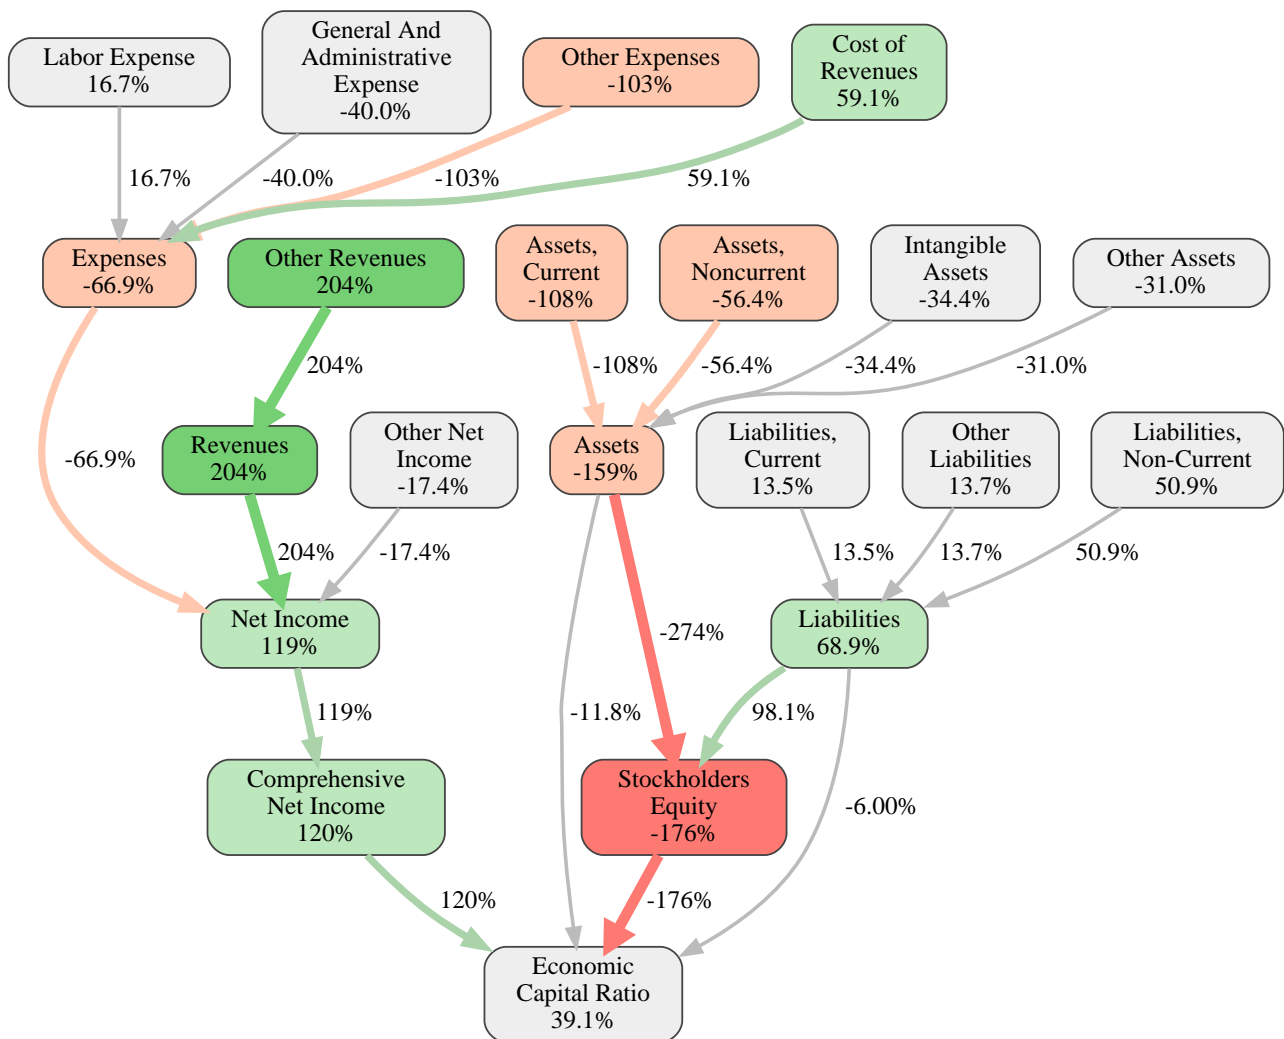 Labor Expense
16.7%
General And
Administrative
Expense
-40.0%
Other Expenses
-103%
Cost of
Revenues
59.1%
16.7%
-40.0%
-103%
59.1%
Expenses
-66.9%
Other Revenues
204%
Assets,
Current
-108%
Assets,
Noncurrent
-56.4%
Intangible
Assets
-34.4%
Other Assets
-31.0%
204%
-108%
-56.4%
-34.4%
-31.0%
-66.9%
Revenues
204%
Other Net
Income
-17.4%
Assets
-159%
Liabilities,
Current
13.5%
Other
Liabilities
13.7%
Liabilities,
Non-Current
50.9%
204%
-17.4%
13.5%
13.7%
50.9%
Net Income
119%
-274%
Liabilities
68.9%
119%
-11.8%
98.1%
Comprehensive
Net Income
120%
Stockholders
Equity
-176%
-6.00%
120%
-176%
Economic
Capital Ratio
39.1%